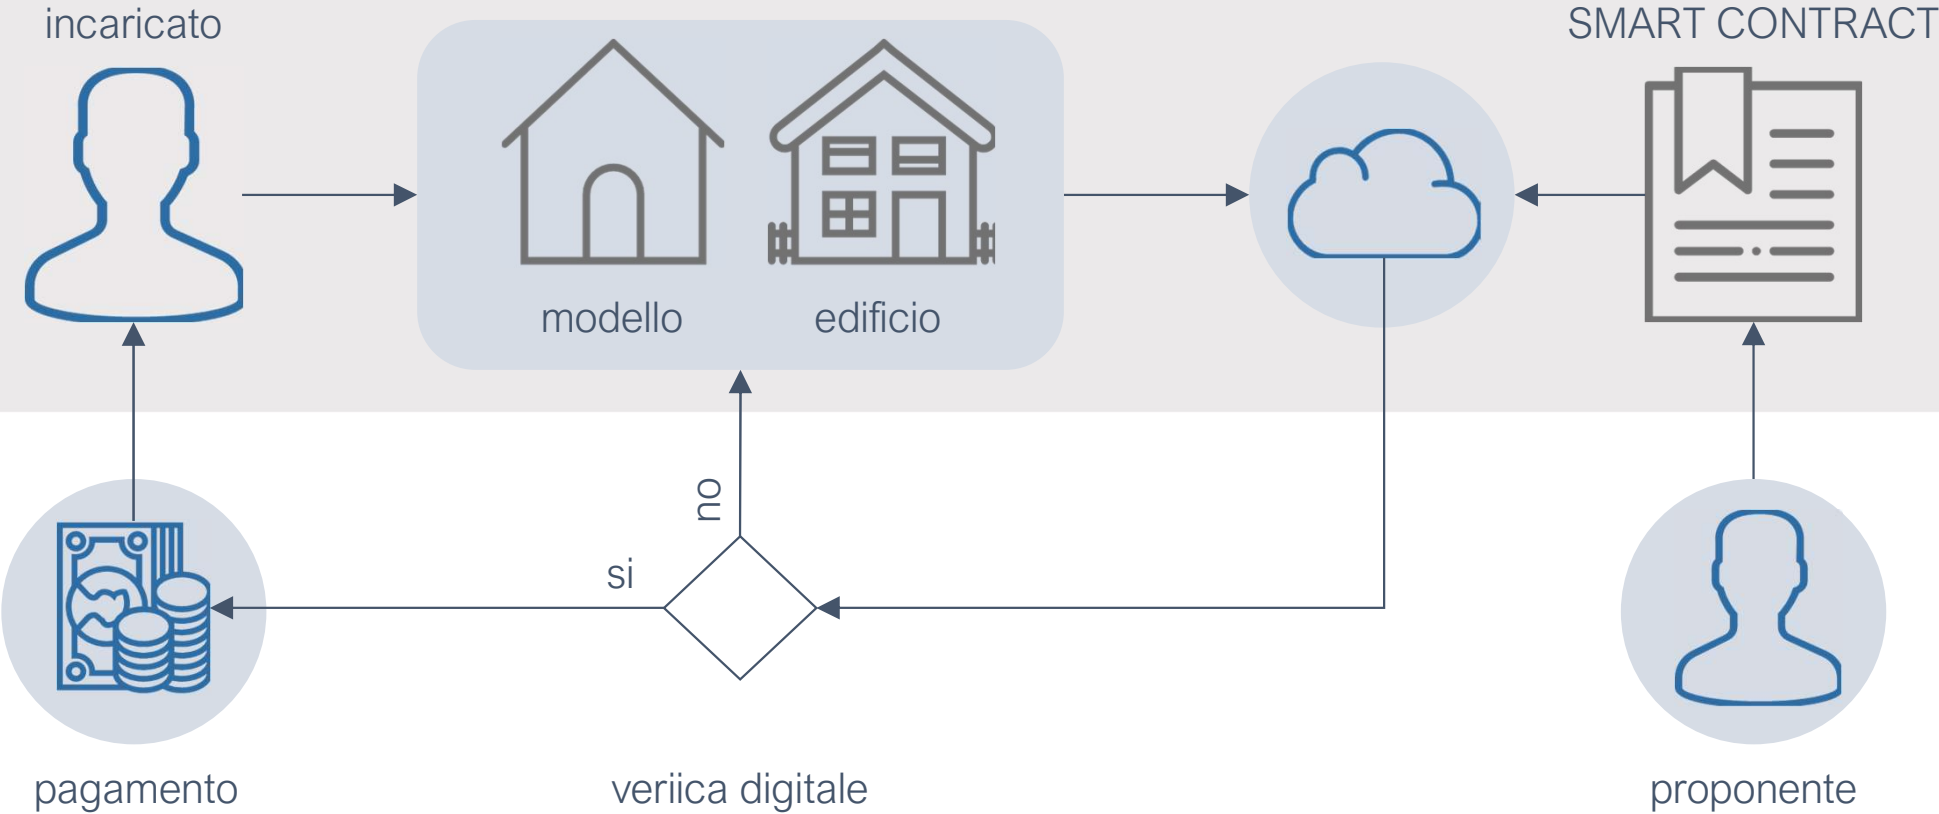 incaricato
SMART CONTRACT
modello
edificio
no
si
pagamento
veriica digitale
proponente